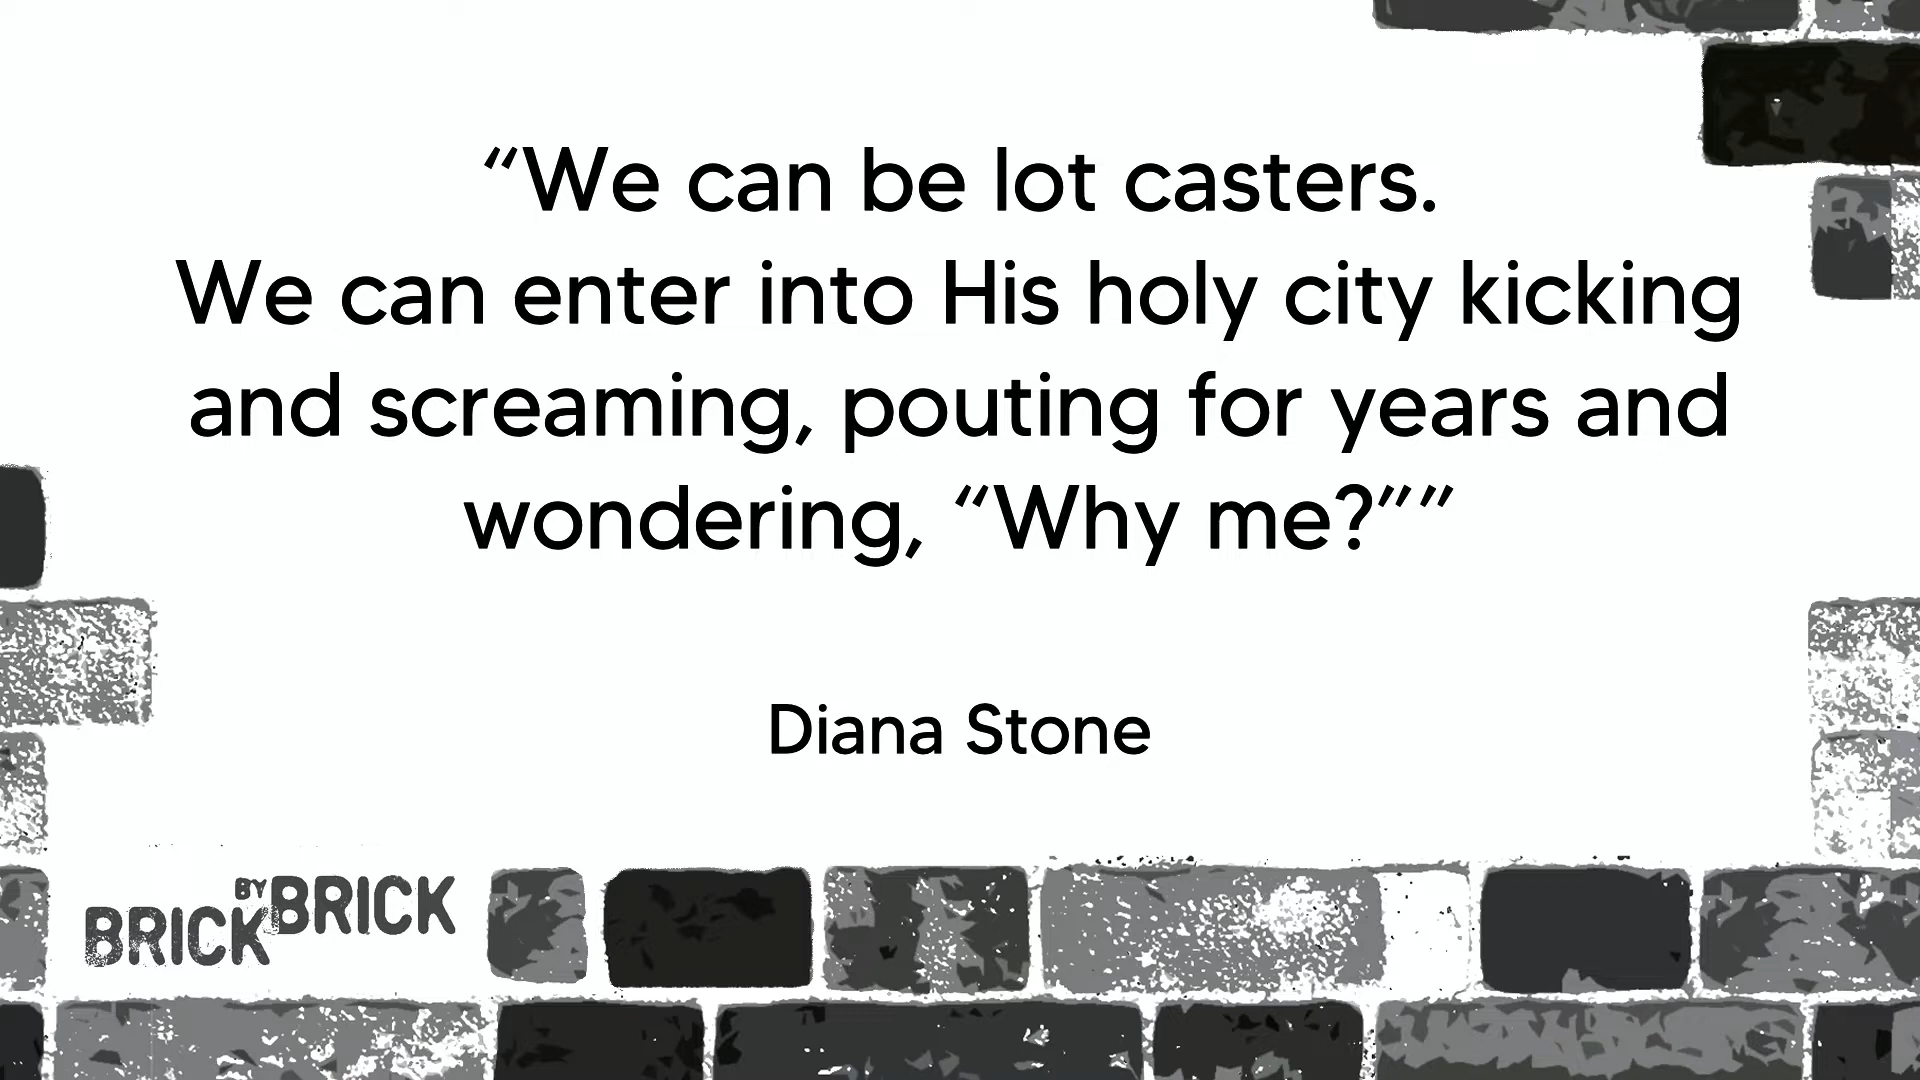 “We can be lot casters.
We can enter into His holy city kicking
and screaming, pouting for years and
wondering, “Why me?””
Diana Stone
BRICK BY BRICK